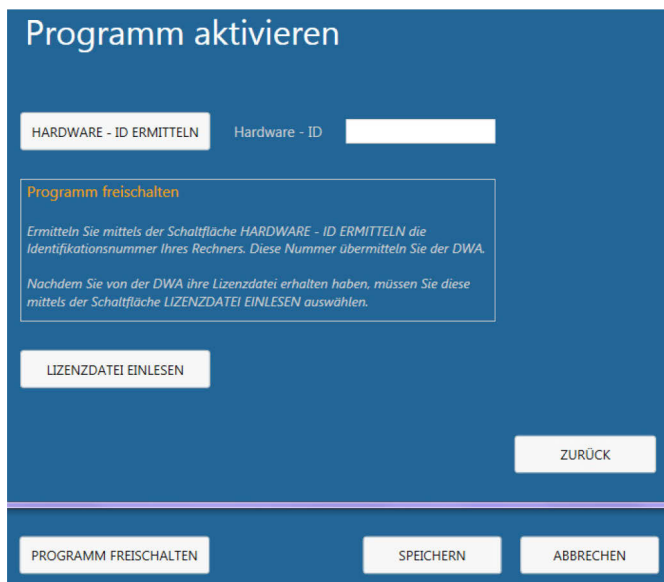 Programm aktivieren
HARDWARE - ID ERMITTELN Hardware - ID
Programm freischalten
Ermitteln Sie mittels der Schaltfläche HARDWARE - ID ERMITTELN die
Identifikationsnummer Ihres Rechners. Diese Nummer übermitteln Sie der DWA.
Nachdem Sie von der DWA ihre Lizenzdatei erhalten haben, müssen Sie diese
mittels der Schaltfläche LIZENZDATEI EINLESEN auswählen.
LIZENZDATEI EINLESEN
ZURÜCK
PROGRAMM FREISCHALTEN SPEICHERN ABBRECHEN